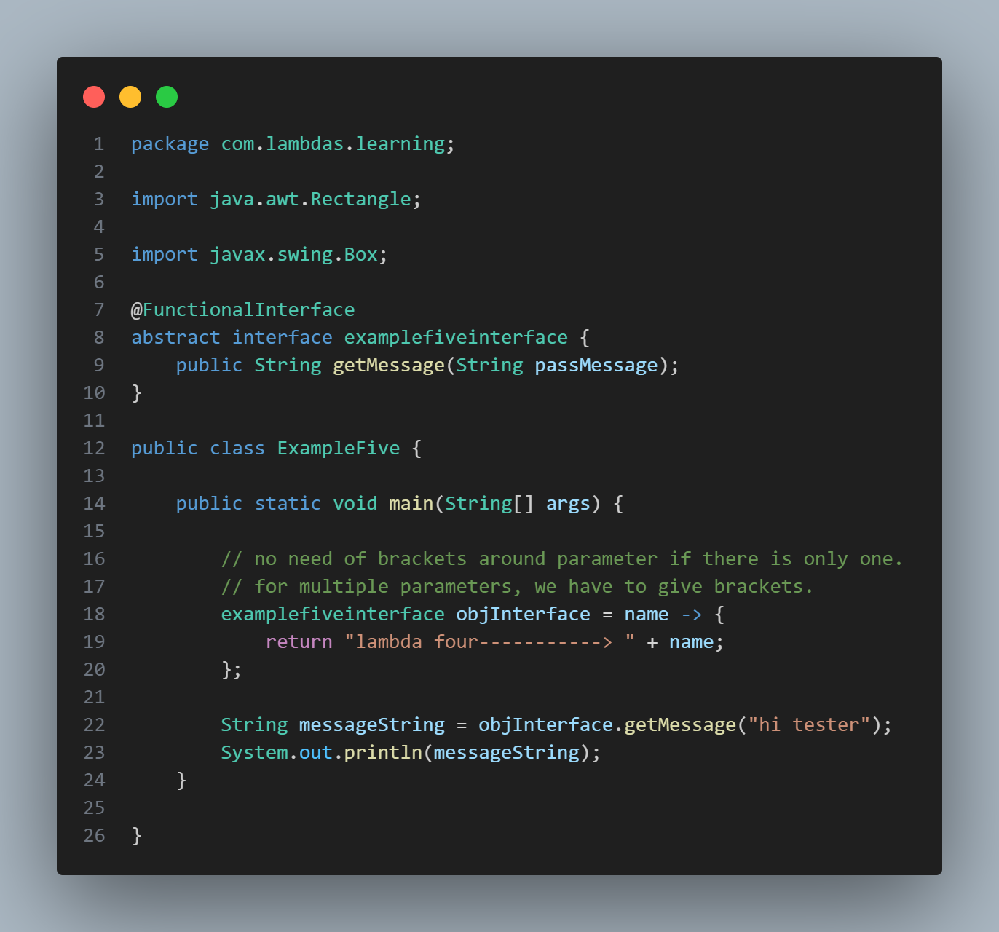 1 package com.lambdas.learning;
2
3 import java.awt.Rectangle;
4
5 import javax.swing.Box;
6
7 @FunctionalInterface
8 abstract interface examplefiveinterface {
9     public String getMessage(String passMessage);
10 }
11
12 public class ExampleFive {
13
14     public static void main(String[] args) {
15
16         // no need of brackets around parameter if there is only one.
17         // for multiple parameters, we have to give brackets.
18         examplefiveinterface objInterface = name -> {
19             return "lambda four-----------> " + name;
20         };
21
22         String messageString = objInterface.getMessage("hi tester");
23         System.out.println(messageString);
24     }
25
26 }